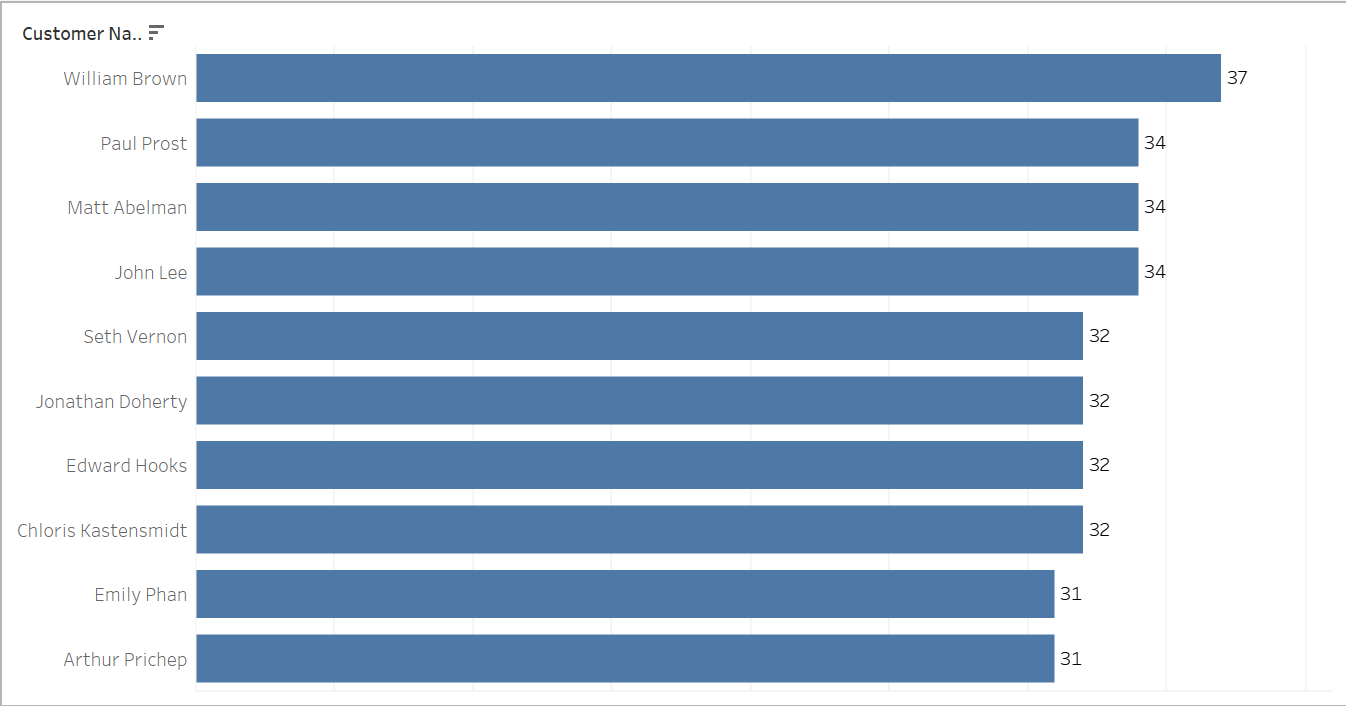 Customer Na..
William Brown 37
Paul Prost 34
Matt Abelman 34
John Lee 34
Seth Vernon 32
Jonathan Doherty 32
Edward Hooks 32
Chloris Kastensmidt 32
Emily Phan 31
Arthur Prichep 31